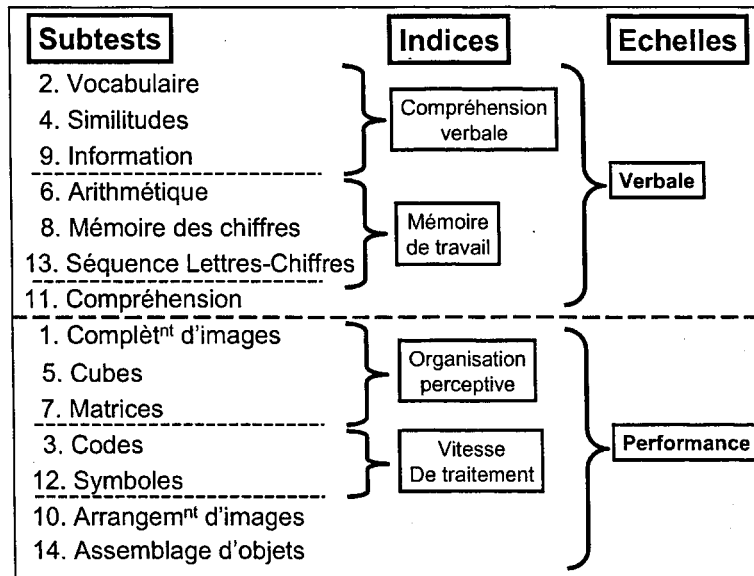 Subtests Indices Echelles
2. Vocabulaire
4. Similitudes
9. Information
Compréhension
verbale
6. Arithmétique
8. Mémoire des chiffres
13. Séquence Lettres-Chiffres
Mémoire
de travail
11. Compréhension
Verbale
1. Complètnt d'images
5. Cubes
7. Matrices
Organisation
perceptive
3. Codes
12. Symboles
Vitesse
De traitement
10. Arrangemnt d'images
14. Assemblage d'objets
Performance